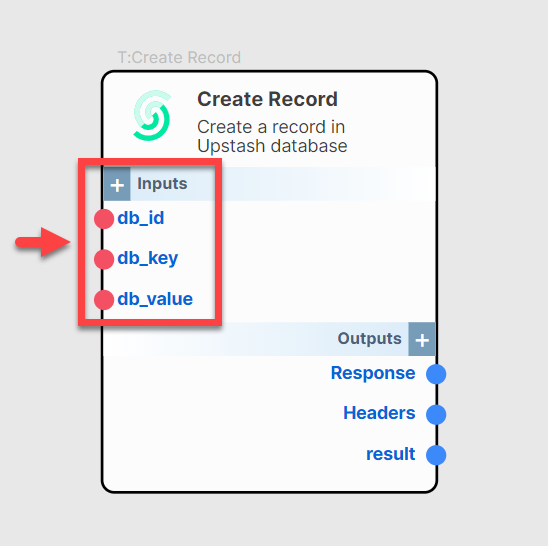 T:Create Record
Create Record
Create a record in
Upstash database
+ Inputs
db_id
db_key
db_value
Outputs +
Response
Headers
result